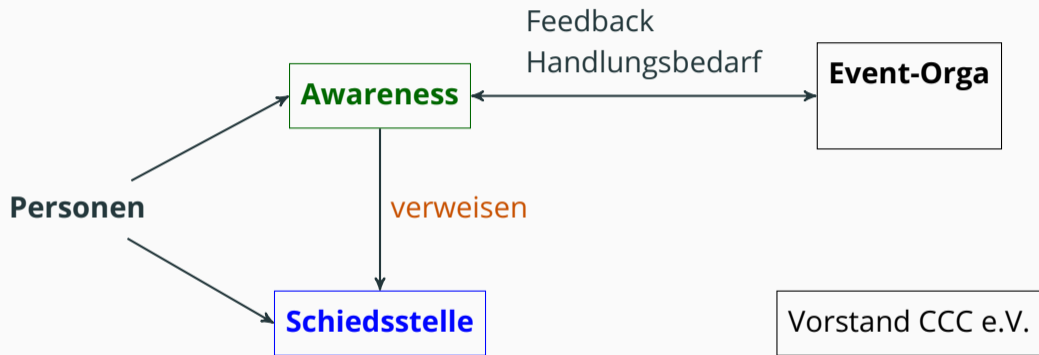 Feedback
Handlungsbedarf
Awareness
Event-Orga
Personen
verweisen
Schiedsstelle
Vorstand CCC e.V.